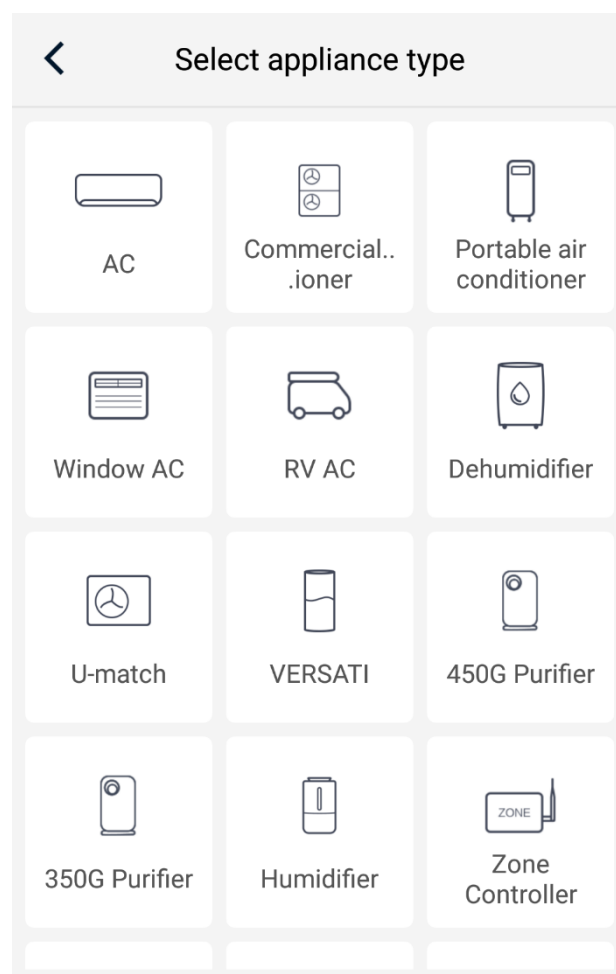 Select appliance type
AC
Commercial..
.ioner
Portable air
conditioner
Window AC
RV AC
Dehumidifier
U-match
VERSATI
450G Purifier
350G Purifier
Humidifier
ZONE
Zone
Controller